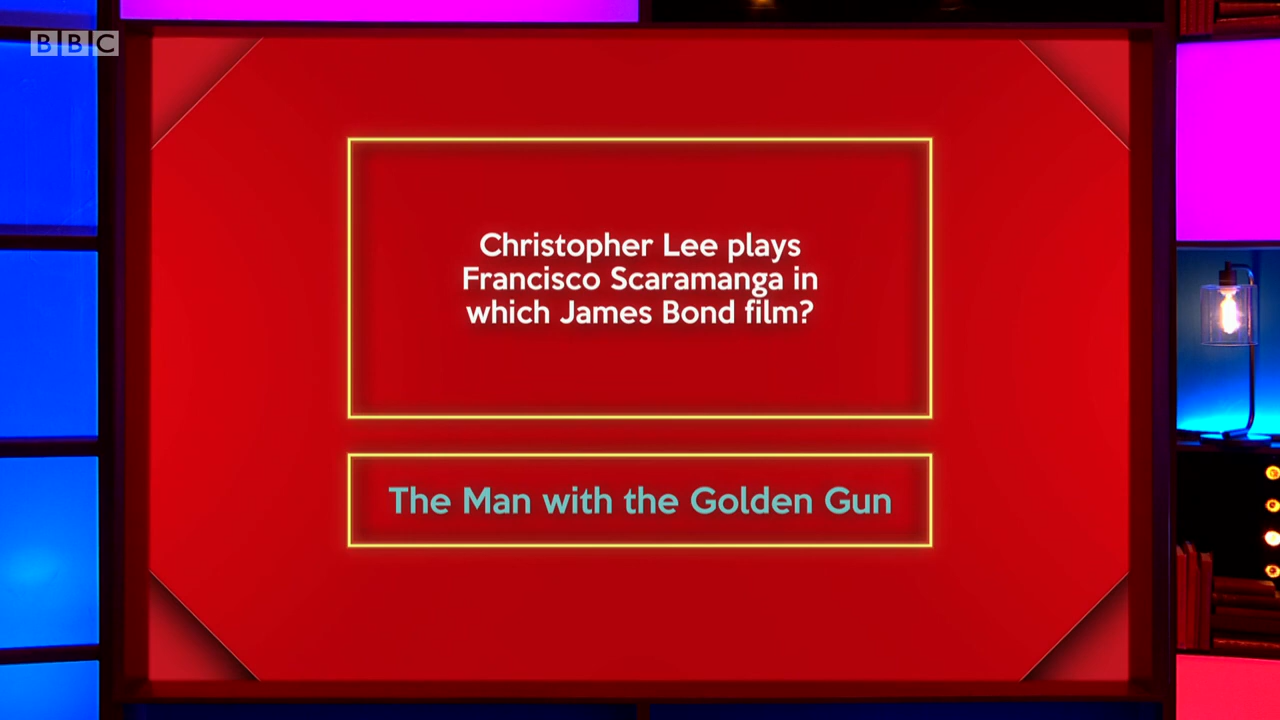 BBC
Christopher Lee plays
Francisco Scaramanga in
which James Bond film?
The Man with the Golden Gun